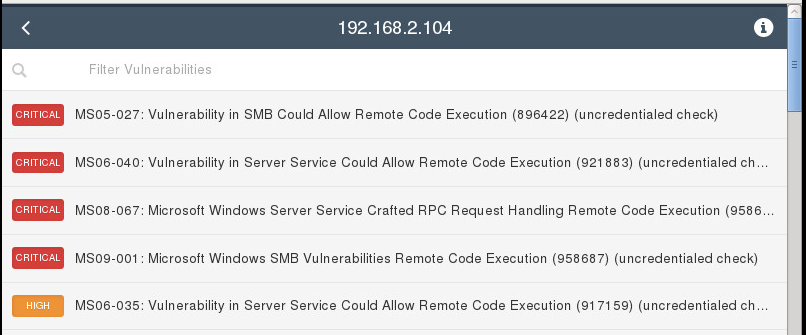 192.168.2.104
Filter Vulnerabilities
CRITICAL MS05-027: Vulnerability in SMB Could Allow Remote Code Execution (896422) (uncredentialed check)
CRITICAL MS06-040: Vulnerability in Server Service Could Allow Remote Code Execution (921883) (uncredentialed ch...
CRITICAL MS08-067: Microsoft Windows Server Service Crafted RPC Request Handling Remote Code Execution (9586...
CRITICAL MS09-001: Microsoft Windows SMB Vulnerabilities Remote Code Execution (958687) (uncredentialed check)
HIGH MS06-035: Vulnerability in Server Service Could Allow Remote Code Execution (917159) (uncredentialed ch...